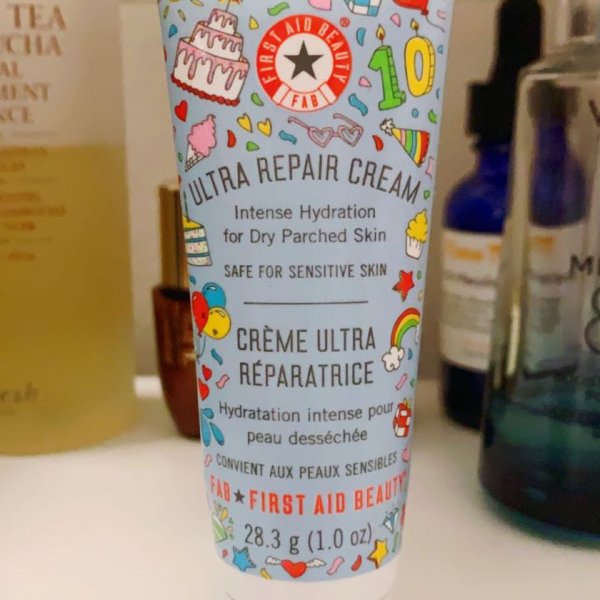 FIRST AID BEAUTY
FAB
10
ULTRA REPAIR CREAM
Intense Hydration
for Dry Parched Skin
SAFE FOR SENSITIVE SKIN
CRÈME ULTRA
RÉPARATRICE
Hydratation intense pour
peau desséchée
CONVIENT AUX PEAUX SENSIBLES
FAB★FIRST AID BEAUTY
28.3 g (1.0 oz)
TEA